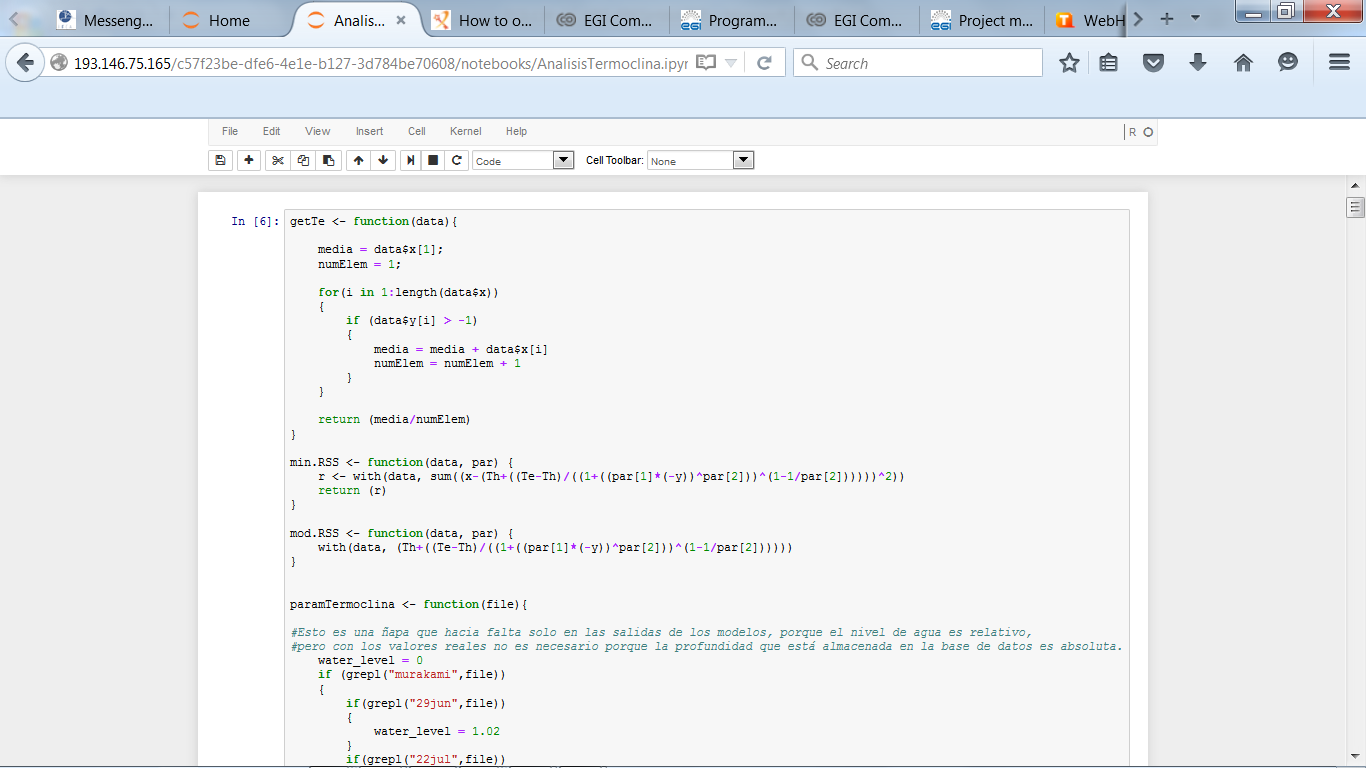 Messeng...
Home
Analis...
How to o...
EGI Com...
Programm...
EGI Com...
Project m...
WebH
193.146.75.165/c57f23be-dfe6-4e1e-b127-3d784be70608/notebooks/AnalisisTermoclina.ipyn
Search
File Edit View Insert Cell Kernel Help
R
Code
Cell Toolbar: None
In [6]:
getTe <- function(data){
media = data$x[1];
numElem = 1;
for(i in 1:length(data$x))
{
if (data$y[i] > -1)
{
media = media + data$x[i]
numElem = numElem + 1
}
}
return (media/numElem)
}
min.RSS <- function(data, par) {
r <- with(data, sum((x-(Th+((Te-Th)/((1+((par[1]*(-y))^par[2]))^(1-1/par[2])))))^2))
return (r)
}
mod.RSS <- function(data, par) {
with(data, (Th+((Te-Th)/((1+((par[1]*(-y))^par[2]))^(1-1/par[2])))))
}
paramTermoclina <- function(file){
#Esto es una ñapa que hacia falta solo en las salidas de los modelos, porque el nivel de agua es relativo,
#pero con los valores reales no es necesario porque la profundidad que está almacenada en la base de datos es absoluta.
water_level = 0
if (grepl("murakami",file))
{
if(grepl("29jun",file))
{
water_level = 1.02
}
if(grepl("22jul",file))